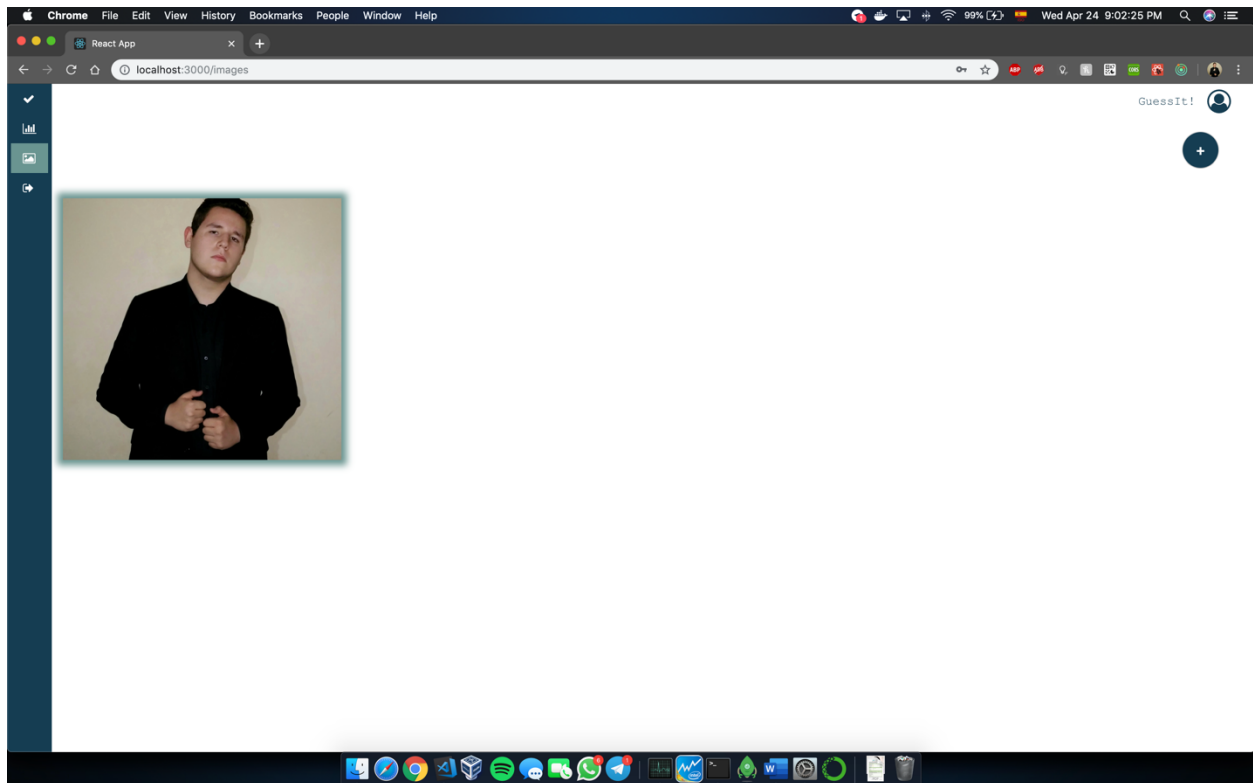 Chrome File Edit View History Bookmarks People Window Help 99% Wed Apr 24 9:02:25 PM
React App
localhost:3000/images
GuessIt!
+